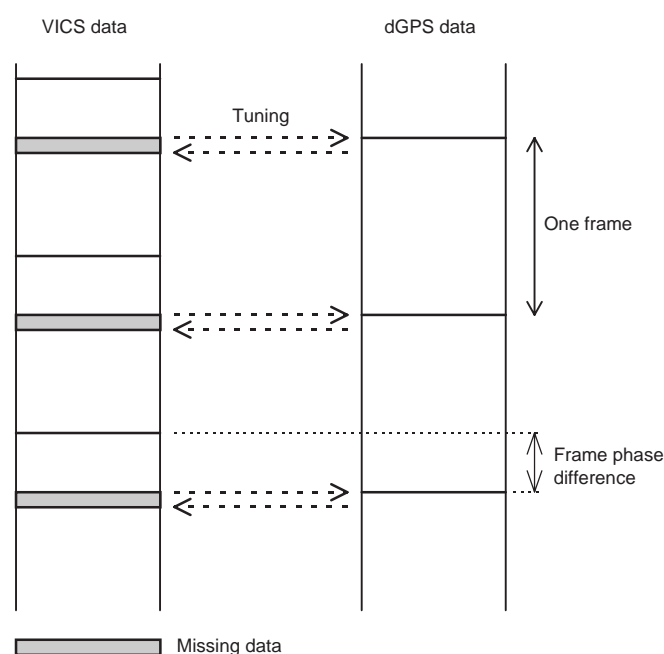 VICS data
dGPS data
Tuning
One frame
Frame phase
difference
Missing data